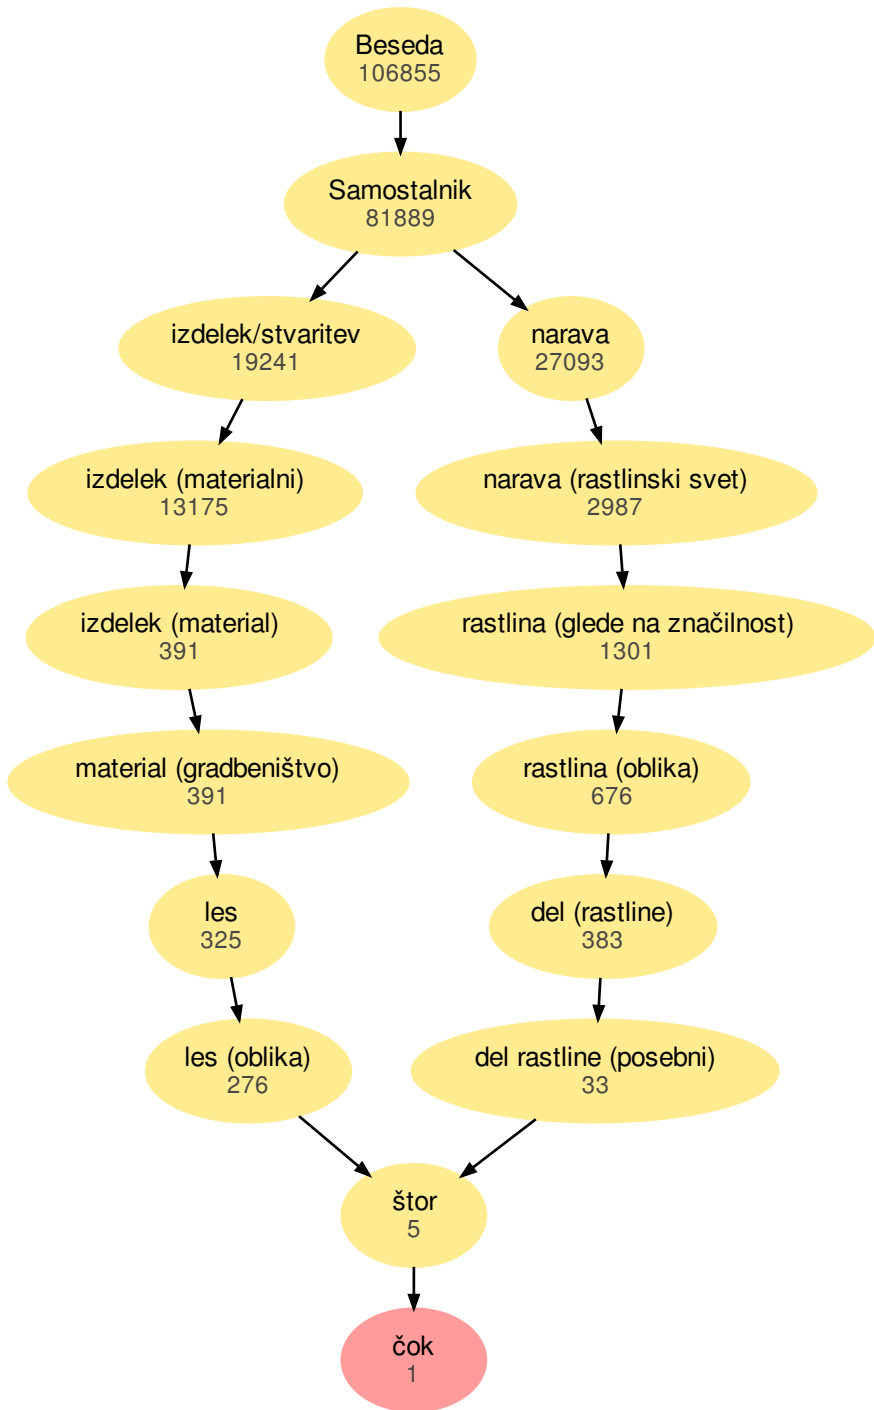 Beseda
106855
Samostalnik
81889
izdelek/stvaritev
19241
narava
27093
izdelek (materialni)
13175
narava (rastlinski svet)
2987
izdelek (material)
391
rastlina (glede na značilnost)
1301
material (gradbeništvo)
391
rastlina (oblika)
676
les
325
del (rastline)
383
les (oblika)
276
del rastline (posebni)
33
štor
5
čok
1